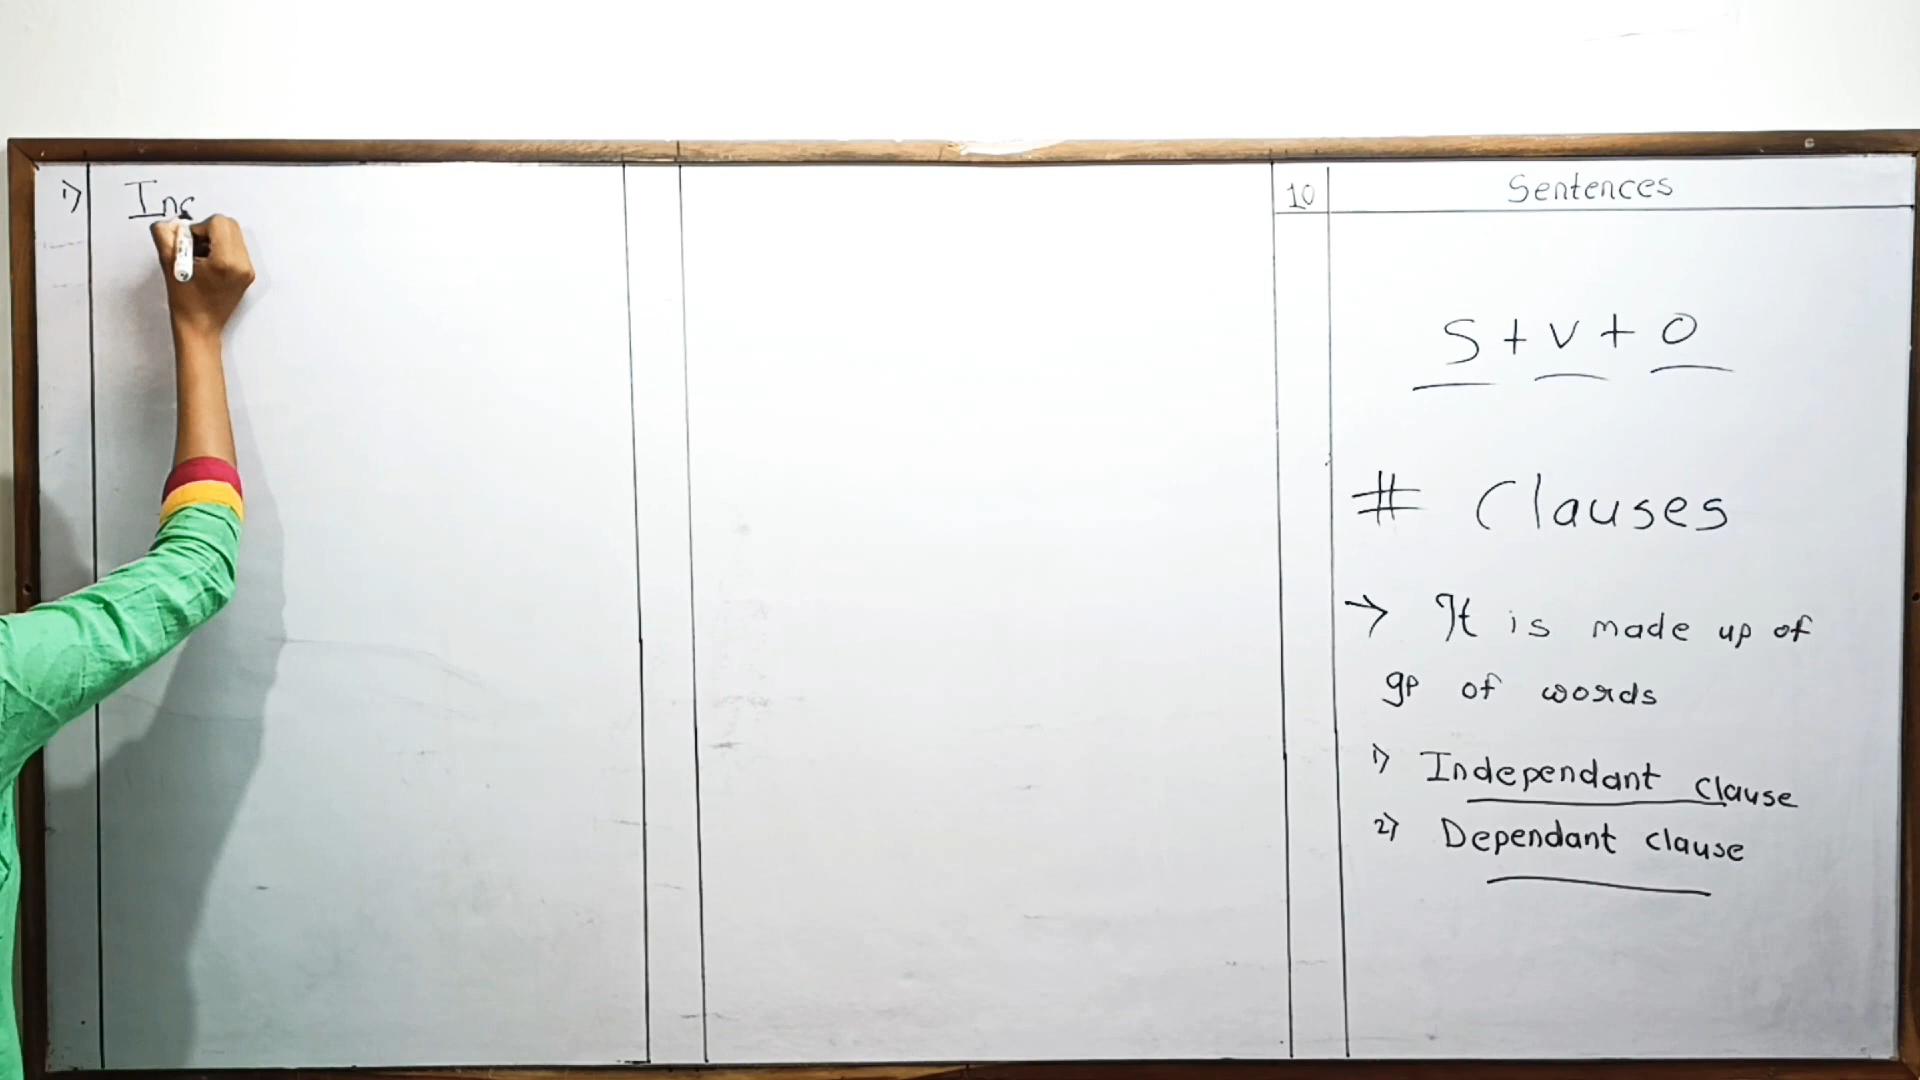 1)
10 Sentences
S + V + O
# Clauses
→ It is made up of
gp of words
1) Independant clause
2) Dependant clause